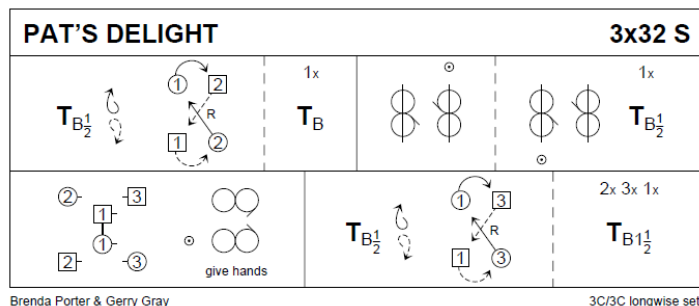 PAT'S DELIGHT 3x32 S
1 2 1x 1x
T B½ R T B T B½
1 2
2 3 1 3 2x 3x 1x
1
1 T B½ R T B1½
2 3 give hands 1 3
Brenda Porter & Gerry Gray 3C/3C longwise set